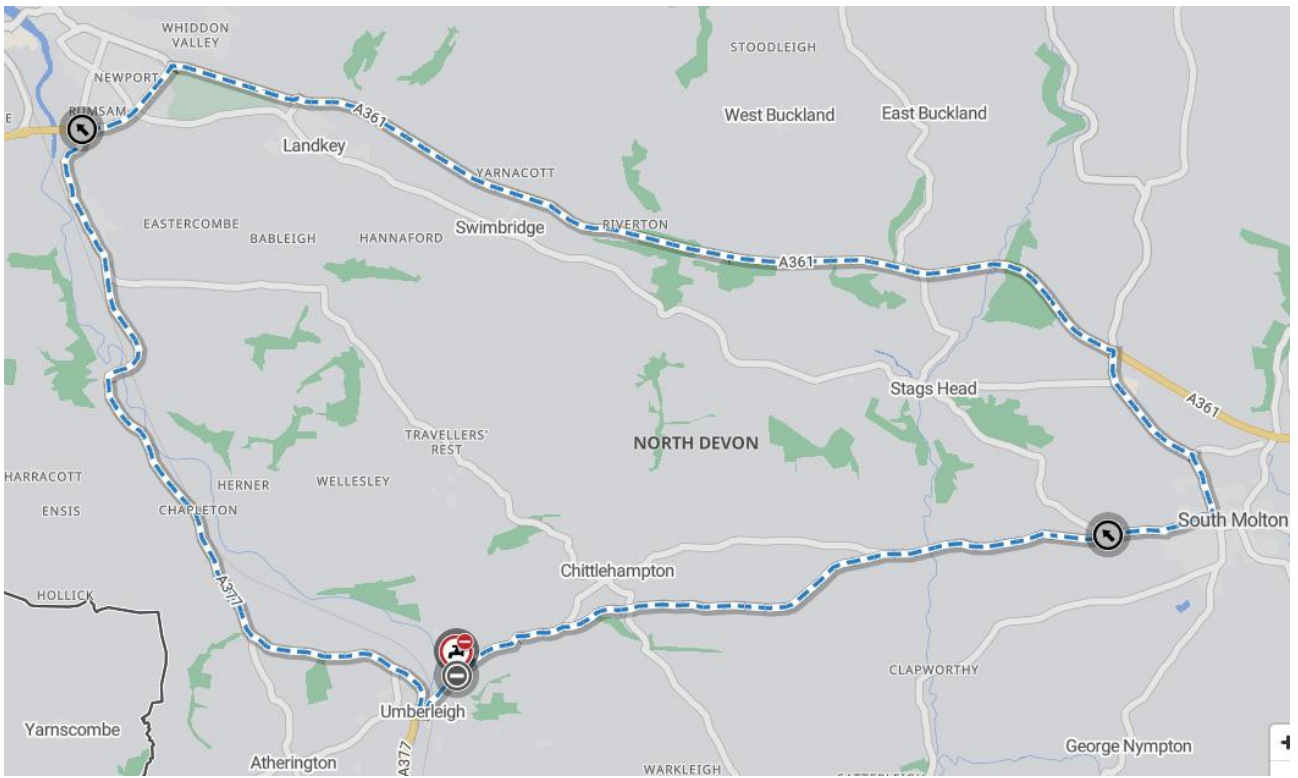 WHIDDON
VALLEY
STOODLEIGH
NEWPORT
RUMSAM
E
A361
West Buckland
East Buckland
Landkey
YARNACOTT
EASTERCOMBE
BABLEIGH
HANNAFORD
Swimbridge
RIVERTON
A361
Stags Head
A361
TRAVELLERS'
REST
NORTH DEVON
HARRACOTT
HERNER
WELLESLEY
ENSIS
CHAPLETON
South Molton
Chittlehampton
A377
HOLLICK
CLAPWORTHY
Umberleigh
Yarnscombe
Atherington
A377
WARKLEIGH
George Nympton
SATTERLEIGH